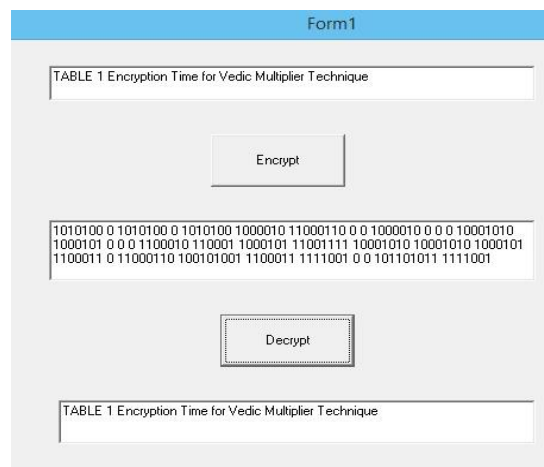 Form1
TABLE 1 Encryption Time for Vedic Multiplier Technique
Encrypt
1010100 0 1010100 0 1010100 1000010 11000110 0 0 1000010 0 0 0 10001010
1000101 0 0 0 1100010 110001 1000101 11001111 10001010 10001010 1000101
1100011 0 11000110 100101001 1100011 1111001 0 0 101101011 1111001
Decrypt
TABLE 1 Encryption Time for Vedic Multiplier Technique